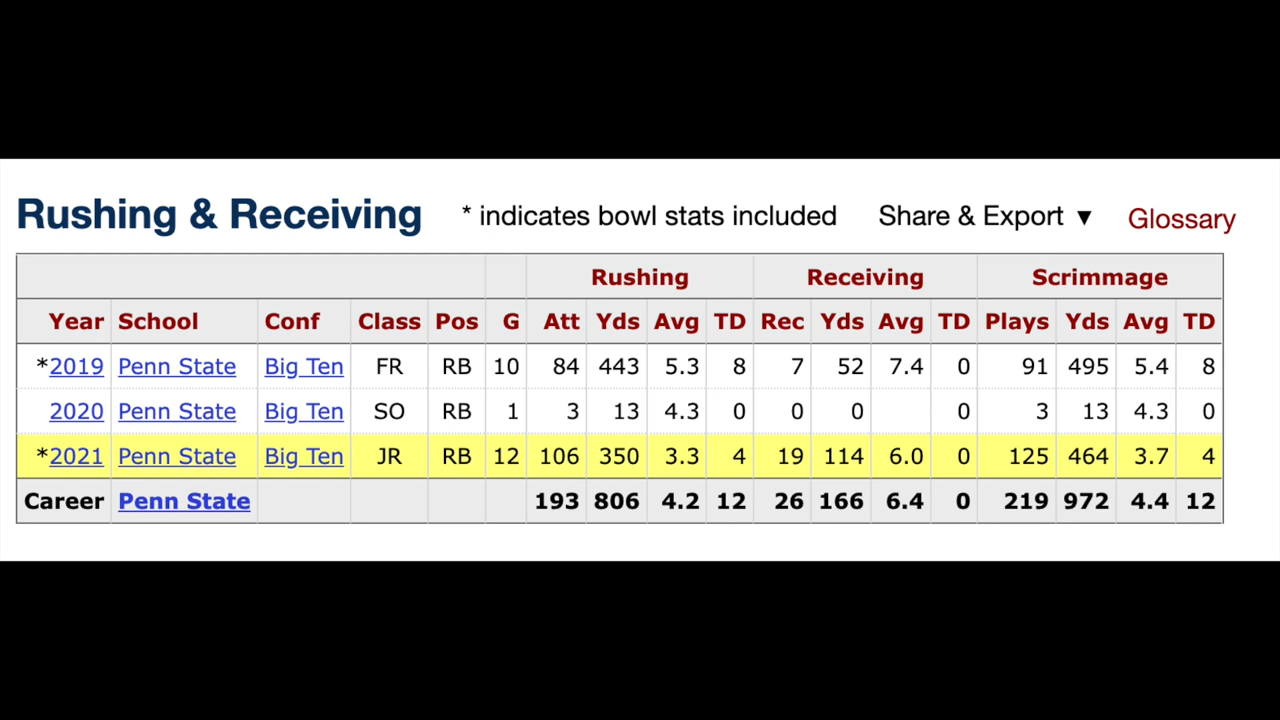 Rushing & Receiving * indicates bowl stats included Share & Export ▼ Glossary
Rushing Receiving Scrimmage
Year School Conf Class Pos G Att Yds Avg TD Rec Yds Avg TD Plays Yds Avg TD
*2019 Penn State Big Ten FR RB 10 84 443 5.3 8 7 52 7.4 0 91 495 5.4 8
2020 Penn State Big Ten SO RB 1 3 13 4.3 0 0 0 0 3 13 4.3 0
*2021 Penn State Big Ten JR RB 12 106 350 3.3 4 19 114 6.0 0 125 464 3.7 4
Career Penn State 193 806 4.2 12 26 166 6.4 0 219 972 4.4 12